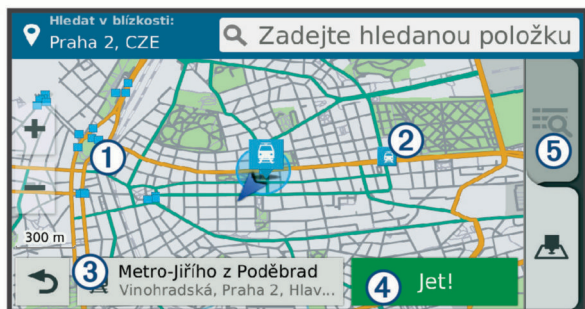 Hledat v blízkosti:
Praha 2, CZE
Zadejte hledanou položku
1
2
5
300 m
3
Metro-Jiřího z Poděbrad
Vinohradská, Praha 2, Hlav...
4
Jet!